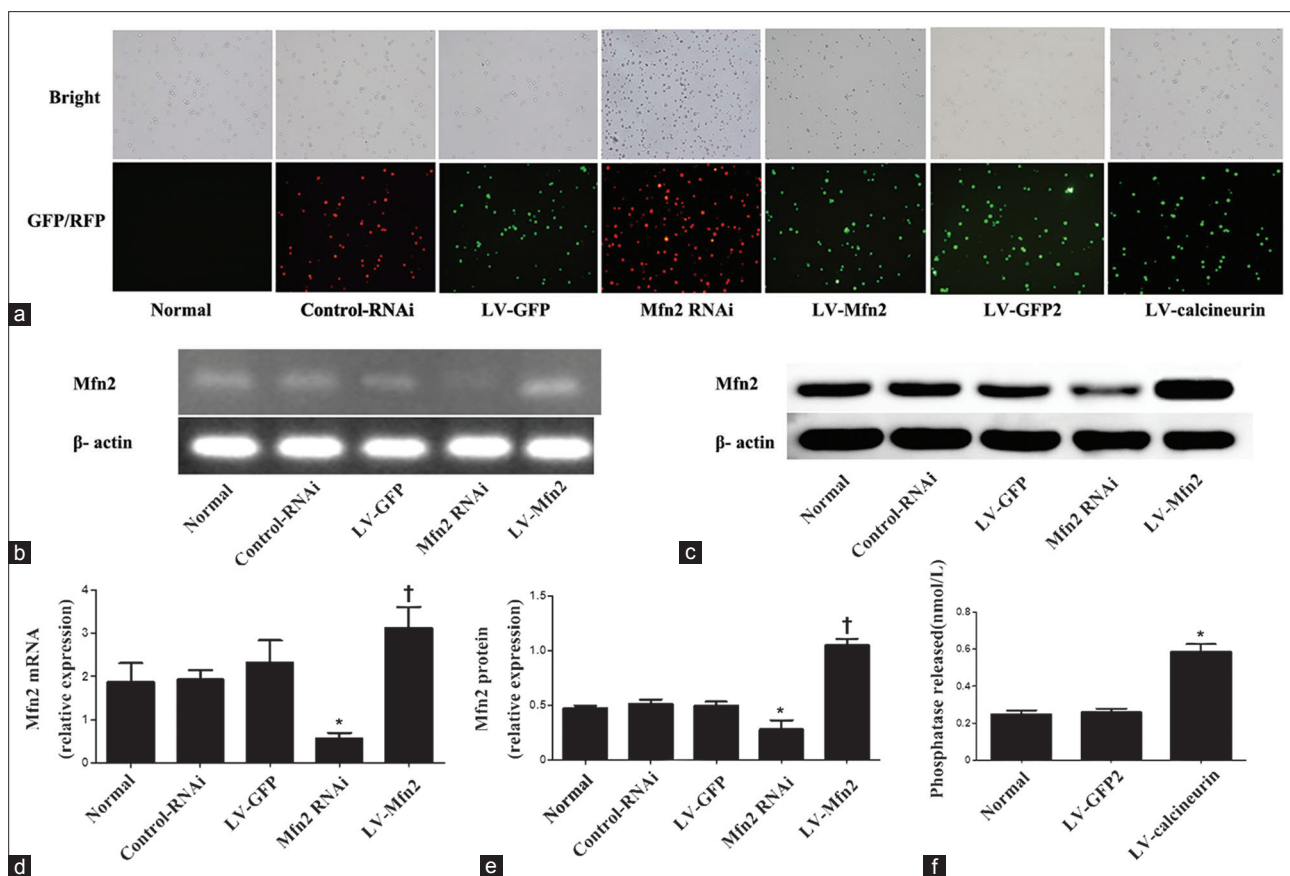 Bright
GFP/RFP
Normal Control-RNAi LV-GFP Mfn2 RNAi LV-Mfn2 LV-GFP2 LV-calcineurin
a
Mfn2
β- actin
Normal Control-RNAi LV-GFP Mfn2 RNAi LV-Mfn2
b
Mfn2
β- actin
Normal Control-RNAi LV-GFP Mfn2 RNAi LV-Mfn2
c
Mfn2 mRNA
(relative expression)
4
3
2
1
0
*
†
Normal Control-RNAi LV-GFP Mfn2 RNAi LV-Mfn2
d
Mfn2 protein
(relative expression)
1.5
1.0
0.5
0.0
*
†
Normal Control-RNAi LV-GFP Mfn2 RNAi LV-Mfn2
e
Phosphatase released(nmol/L)
0.8
0.6
0.4
0.2
0.0
*
Normal LV-GFP2 LV-calcineurin
f